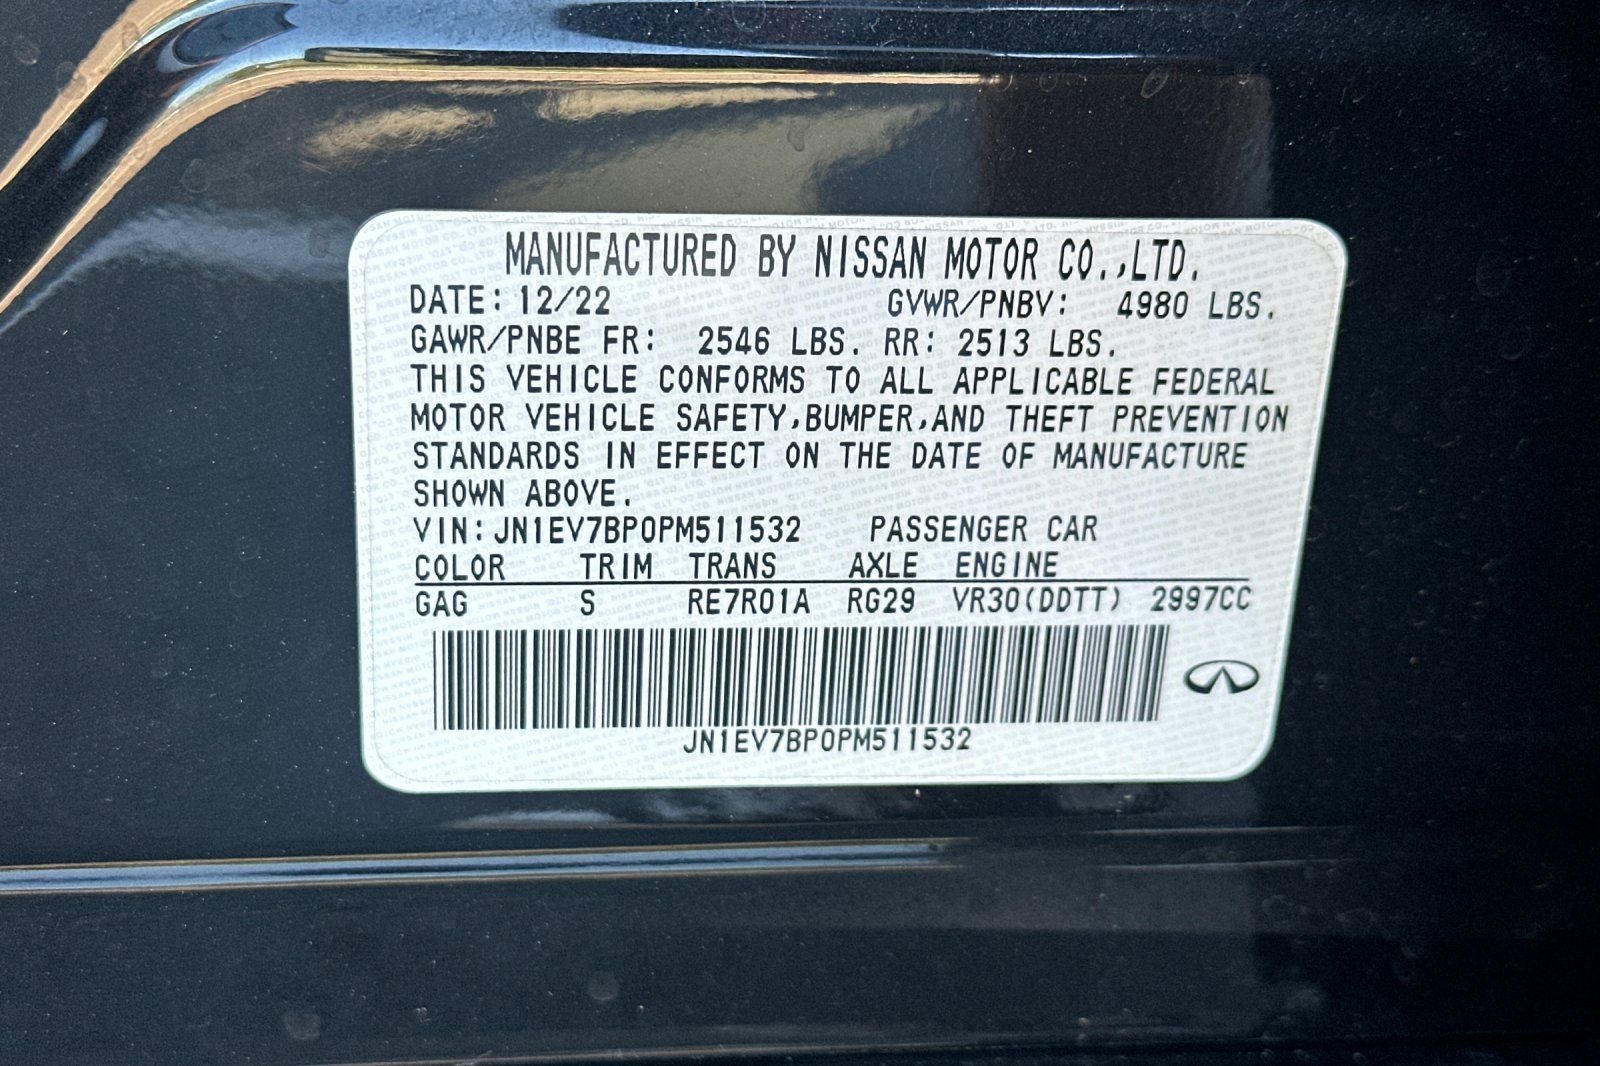 MANUFACTURED BY NISSAN MOTOR CO.,LTD.
DATE: 12/22 GVWR/PNBV: 4980 LBS.
GAWR/PNBE FR: 2546 LBS. RR: 2513 LBS.
THIS VEHICLE CONFORMS TO ALL APPLICABLE FEDERAL
MOTOR VEHICLE SAFETY,BUMPER,AND THEFT PREVENTION
STANDARDS IN EFFECT ON THE DATE OF MANUFACTURE
SHOWN ABOVE.
VIN:JN1EV7BP0PM511532 PASSENGER CAR
COLOR TRIM TRANS AXLE ENGINE
GAG S RE7R01A RG29 VR30(DDTT) 2997CC
JN1EV7BP0PM511532